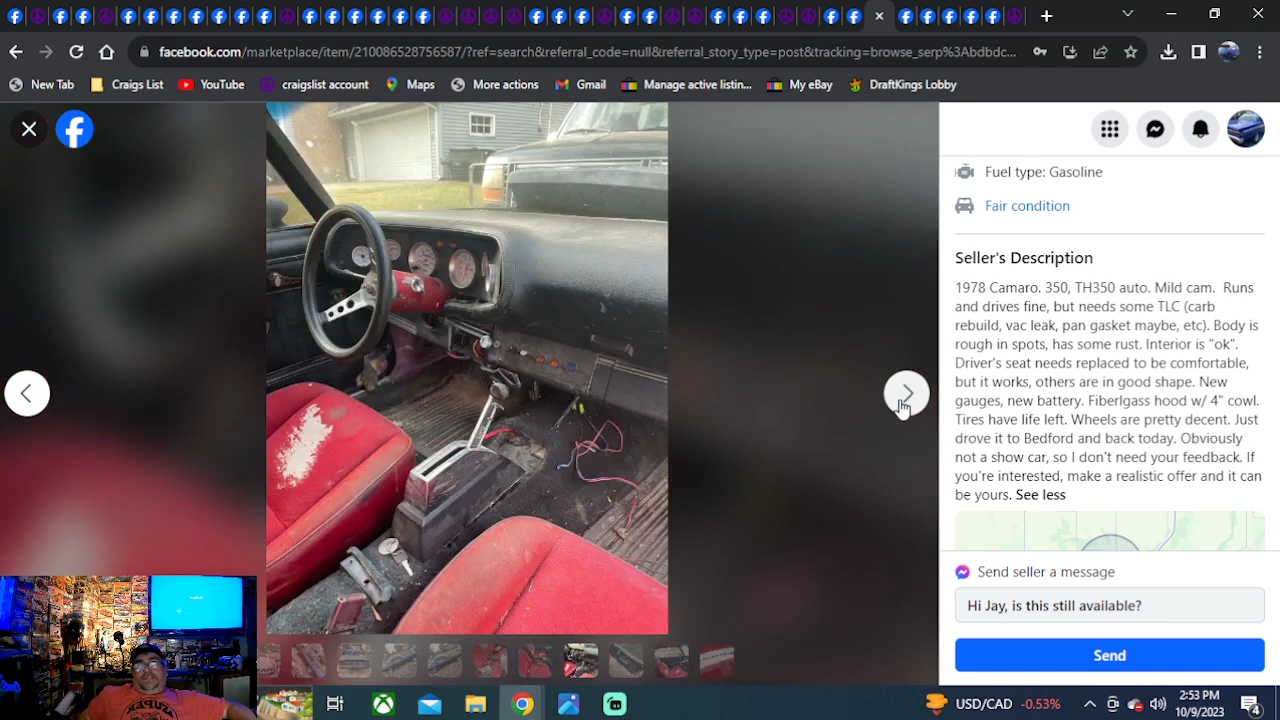 facebook.com/marketplace/item/210086528756587/?ref=search&referral_code=null&referral_story_type=post&tracking=browse_serp%3Abdbdc...
New Tab
Craigs List
YouTube
craigslist account
Maps
More actions
Gmail
Manage active listin...
My eBay
DraftKings Lobby
Fuel type: Gasoline
Fair condition
Seller's Description
1978 Camaro. 350, TH350 auto. Mild cam. Runs
and drives fine, but needs some TLC (carb
rebuild, vac leak, pan gasket maybe, etc). Body is
rough in spots, has some rust. Interior is "ok".
Driver's seat needs replaced to be comfortable,
but it works, others are in good shape. New
gauges, new battery. Fiberlgass hood w/ 4" cowl.
Tires have life left. Wheels are pretty decent. Just
drove it to Bedford and back today. Obviously
not a show car, so I don't need your feedback. If
you're interested, make a realistic offer and it can
be yours. See less
Send seller a message
Hi Jay, is this still available?
Send
USD/CAD -0.53%
2:53 PM
10/9/2023
4